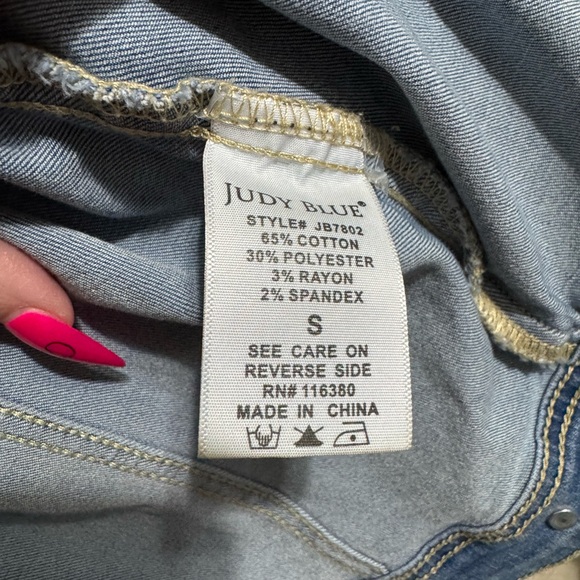 JUDY BLUE®
STYLE# JB7802
65% COTTON
30% POLYESTER
3% RAYON
2% SPANDEX
S
SEE CARE ON
REVERSE SIDE
RN# 116380
MADE IN CHINA